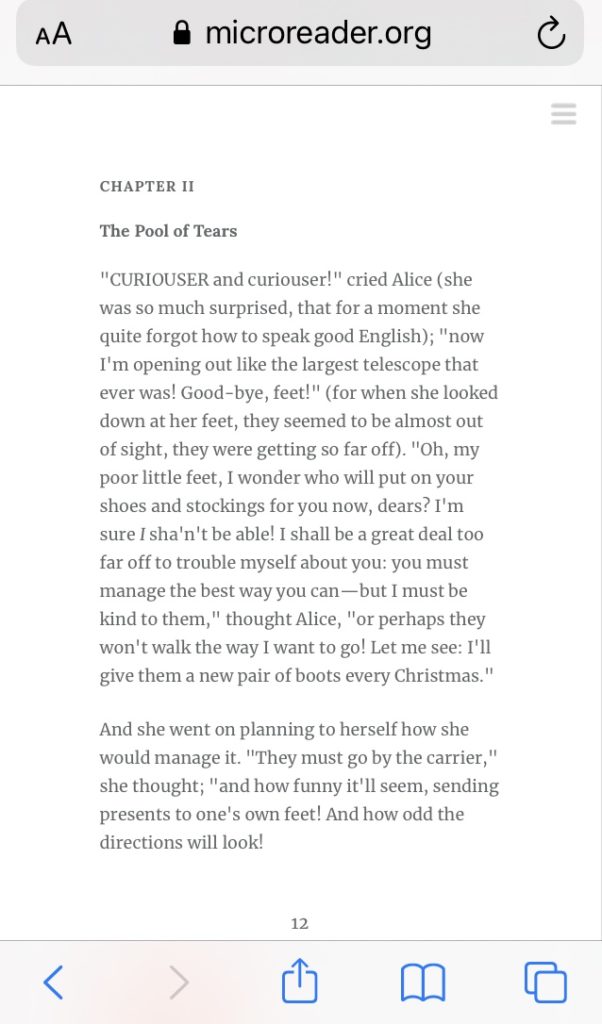 AA microreader.org
CHAPTER II
The Pool of Tears
"CURIOUSER and curiouser!" cried Alice (she
was so much surprised, that for a moment she
quite forgot how to speak good English); "now
I'm opening out like the largest telescope that
ever was! Good-bye, feet!" (for when she looked
down at her feet, they seemed to be almost out
of sight, they were getting so far off). "Oh, my
poor little feet, I wonder who will put on your
shoes and stockings for you now, dears? I'm
sure I sha'n't be able! I shall be a great deal too
far off to trouble myself about you: you must
manage the best way you can—but I must be
kind to them," thought Alice, "or perhaps they
won't walk the way I want to go! Let me see: I'll
give them a new pair of boots every Christmas."
And she went on planning to herself how she
would manage it. "They must go by the carrier,"
she thought; "and how funny it'll seem, sending
presents to one's own feet! And how odd the
directions will look!
12